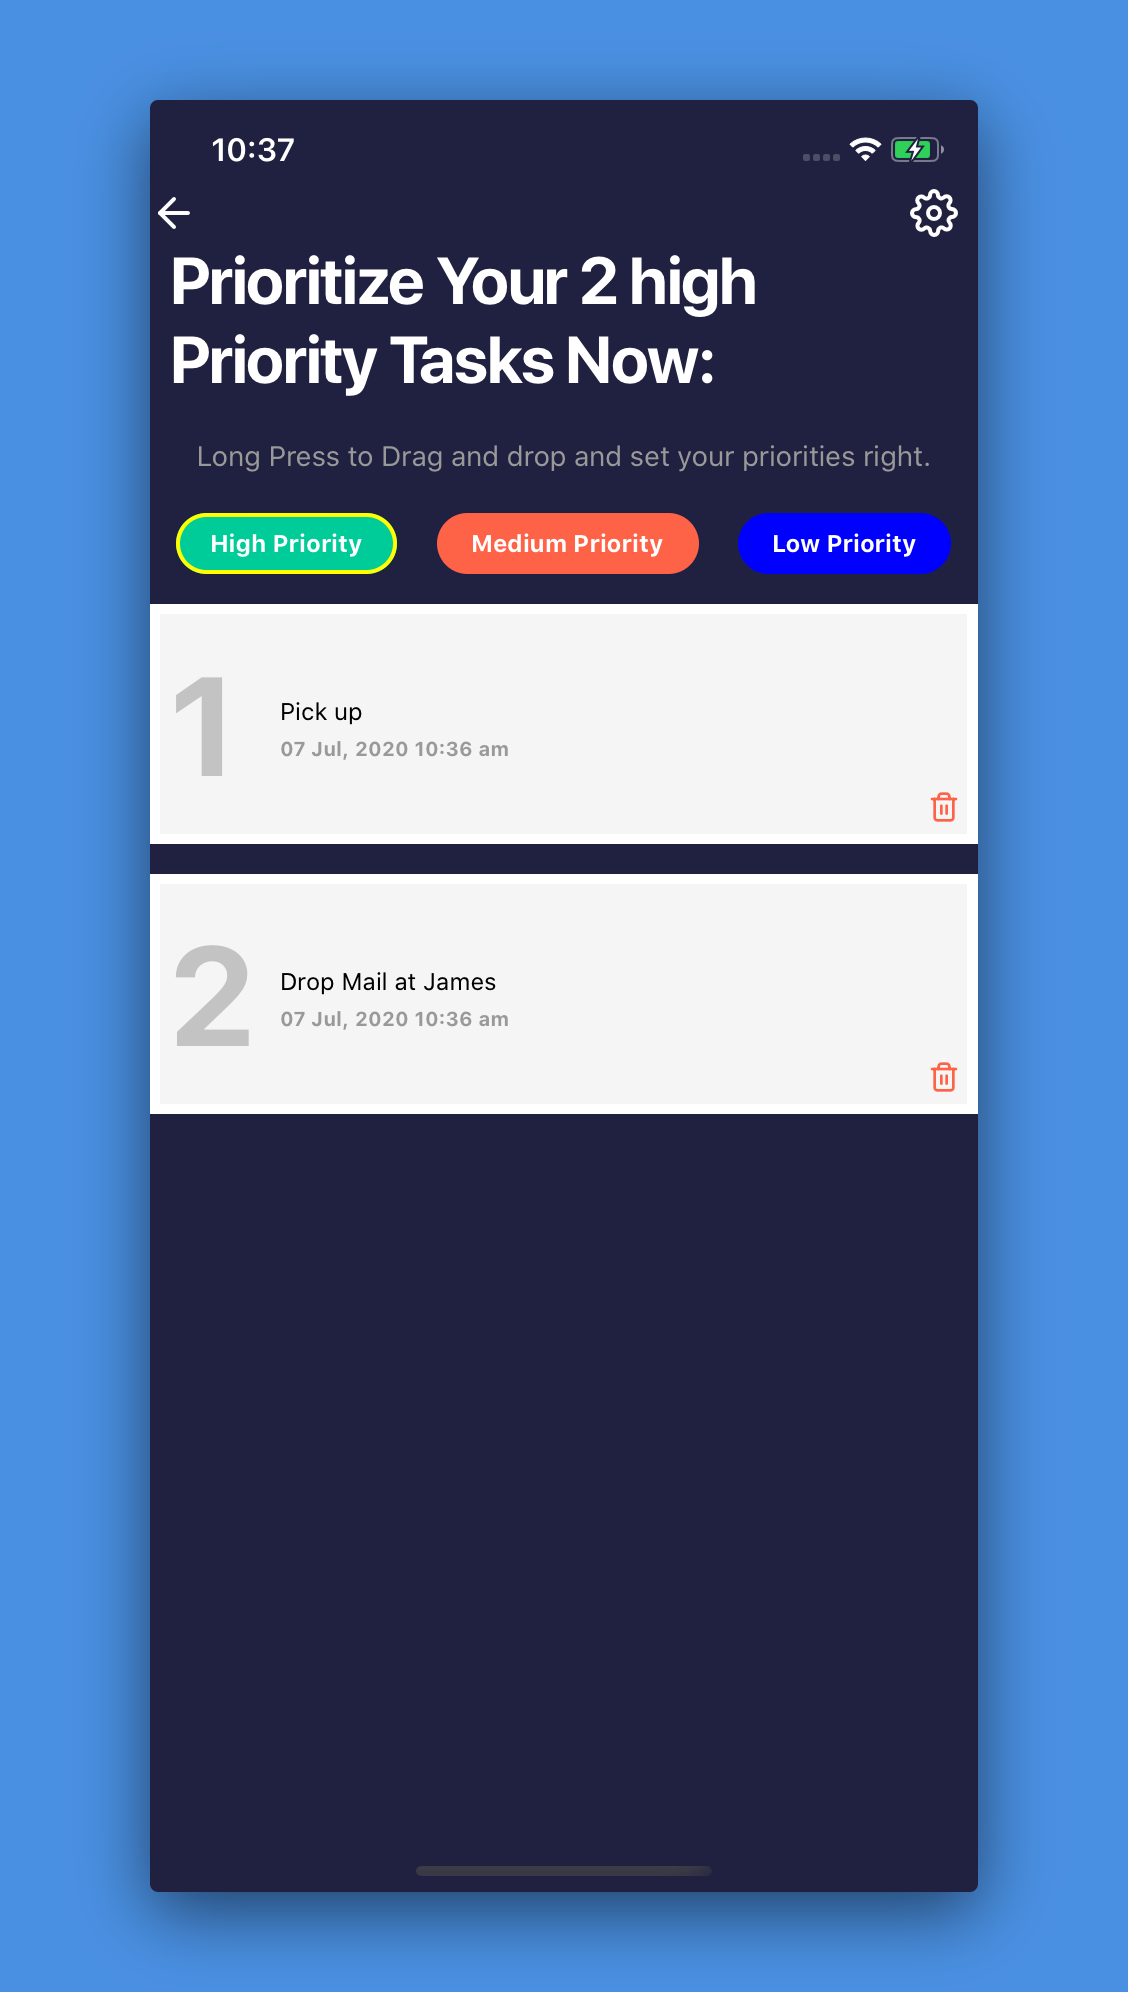 10:37
Prioritize Your 2 high
Priority Tasks Now:
Long Press to Drag and drop and set your priorities right.
High Priority
Medium Priority
Low Priority
1
Pick up
07 Jul, 2020 10:36 am
2
Drop Mail at James
07 Jul, 2020 10:36 am